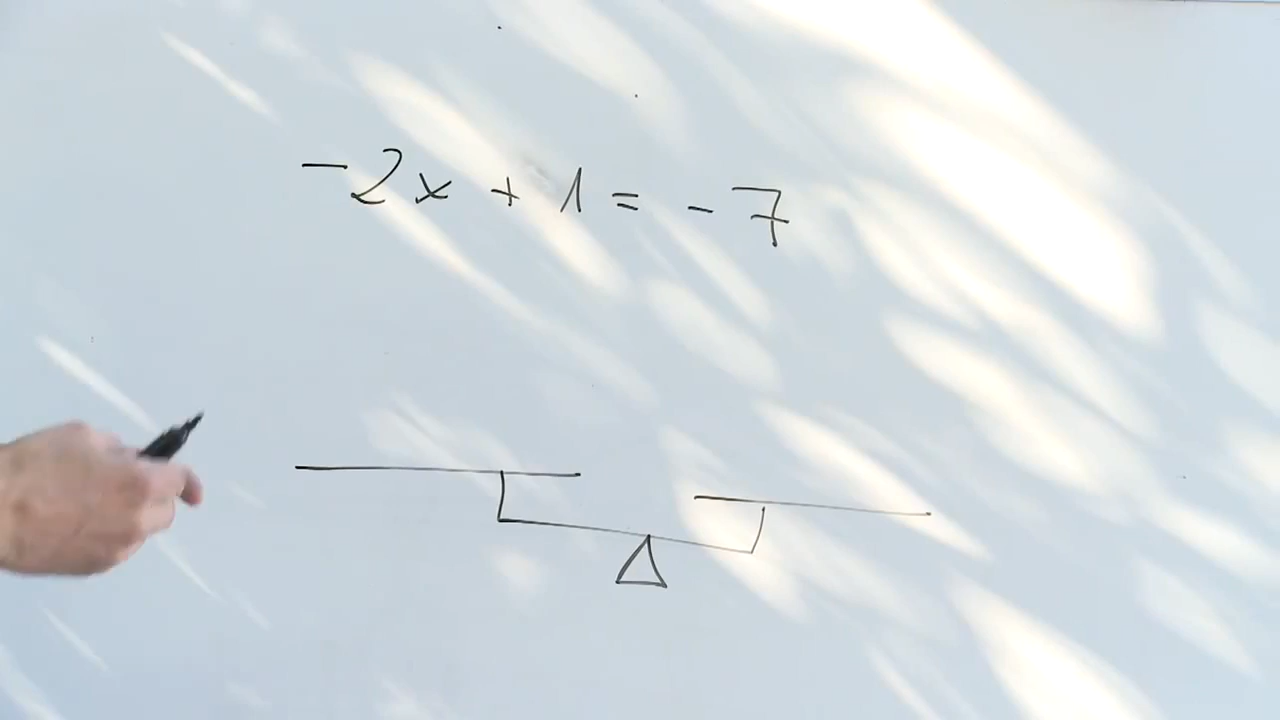 -2x + 1 = -7